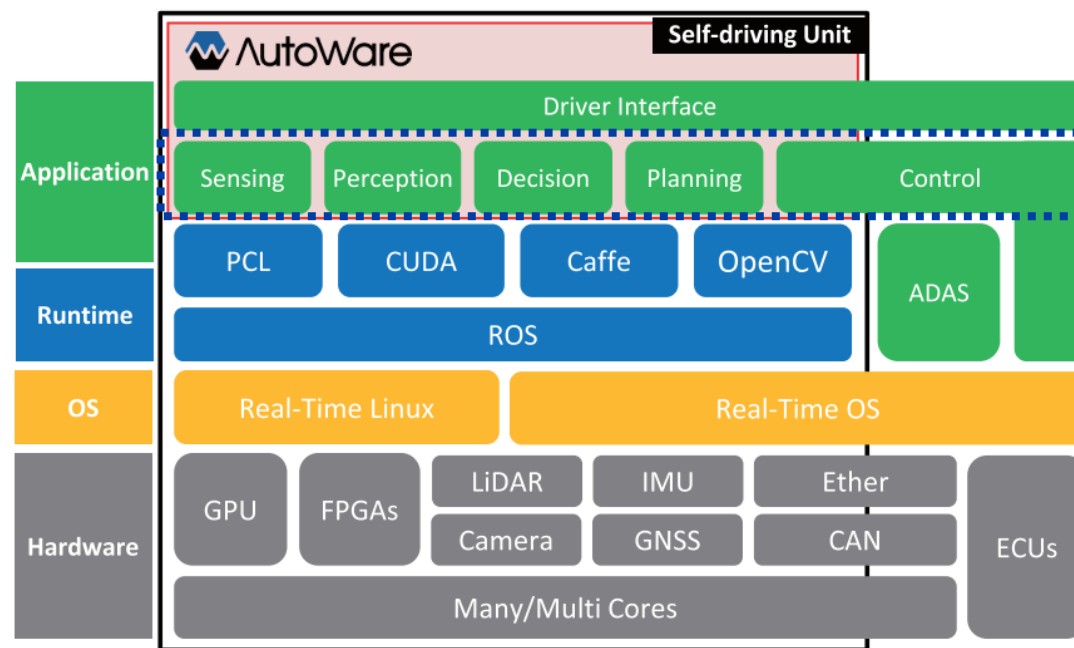 Self-driving Unit
AutoWare
Driver Interface
Application
Sensing
Perception
Decision
Planning
Control
PCL
CUDA
Caffe
OpenCV
ADAS
Runtime
ROS
OS
Real-Time Linux
Real-Time OS
Hardware
GPU
FPGAs
LiDAR
IMU
Ether
Camera
GNSS
CAN
ECUs
Many/Multi Cores